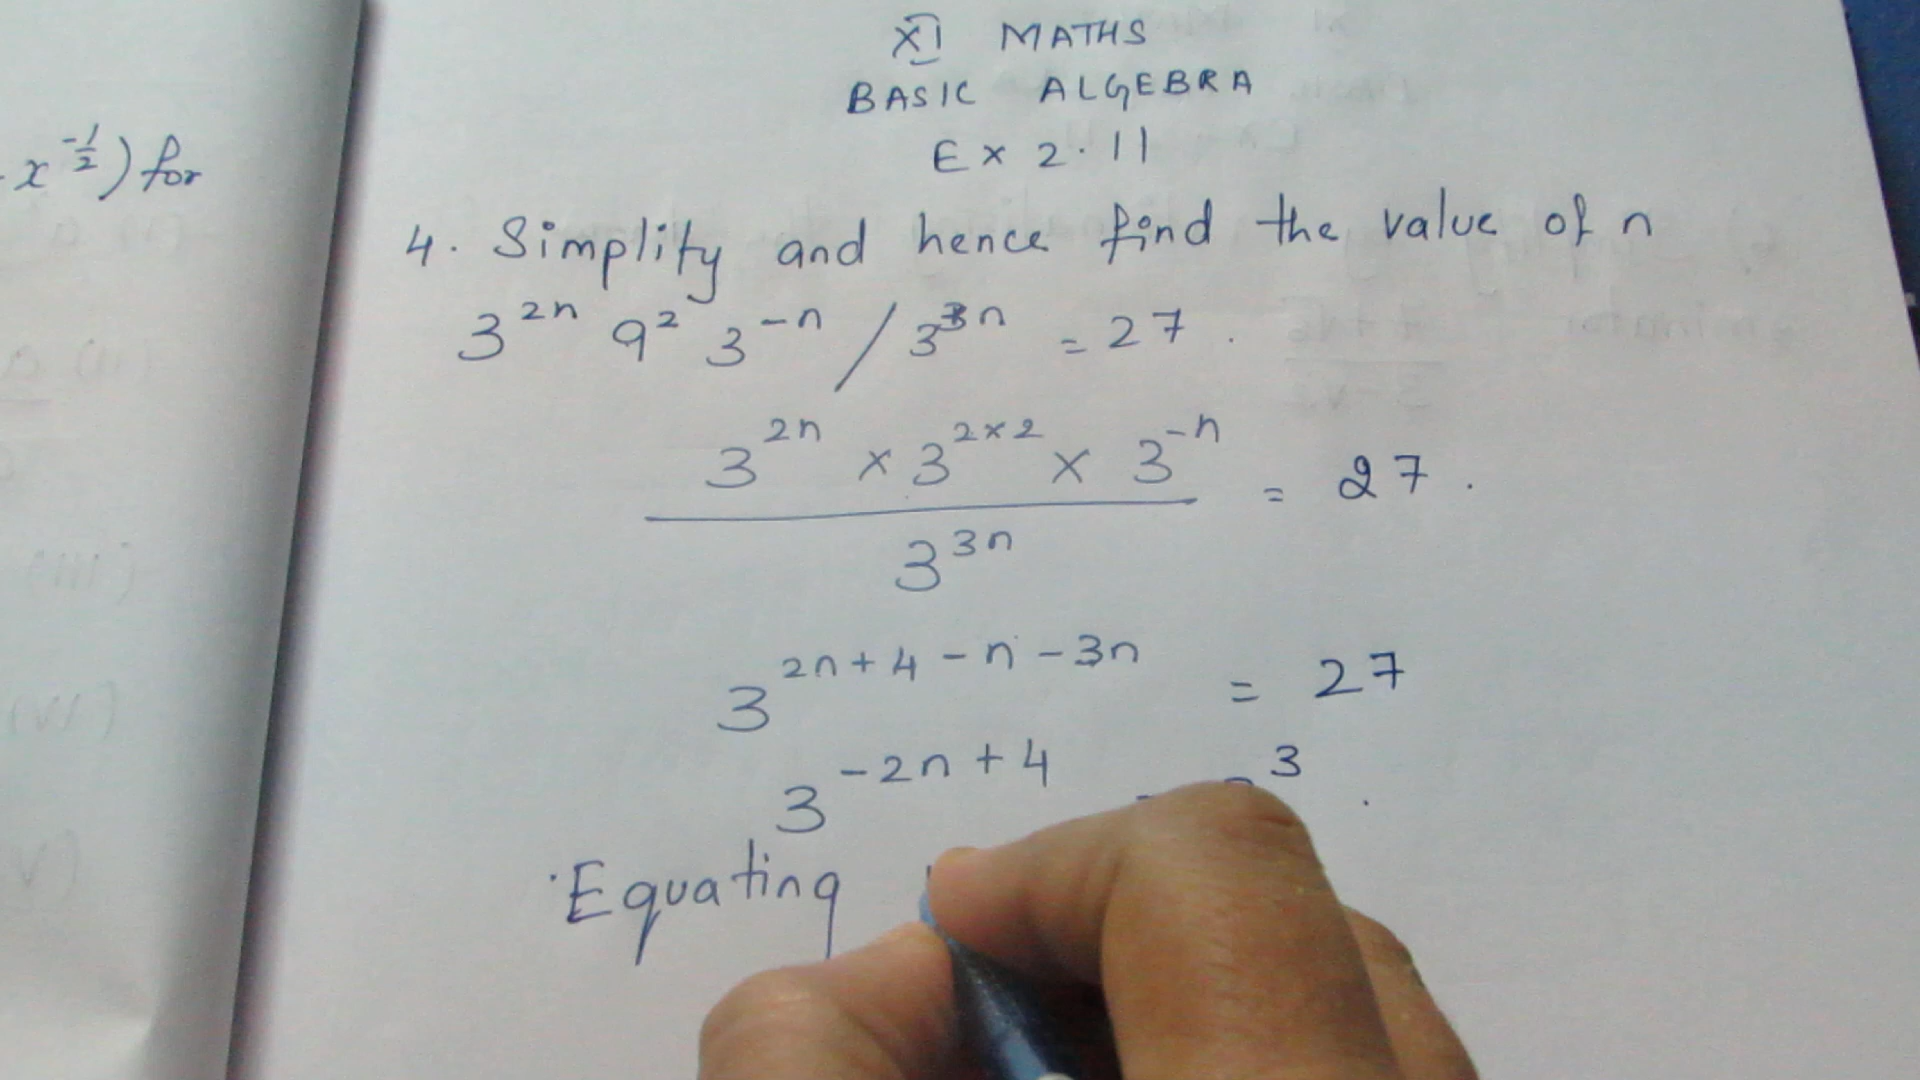 x^{-1/2}) for
XI MATHS
BASIC ALGEBRA
Ex 2.11
4. Simplify and hence find the value of n
3^{2n} 9^2 3^{-n} / 3^{3n} = 27.
3^{2n} × 3^{2×2} × 3^{-n} / 3^{3n} = 27.
3^{2n+4-n-3n} = 27
3^{-2n+4} = 3
Equating